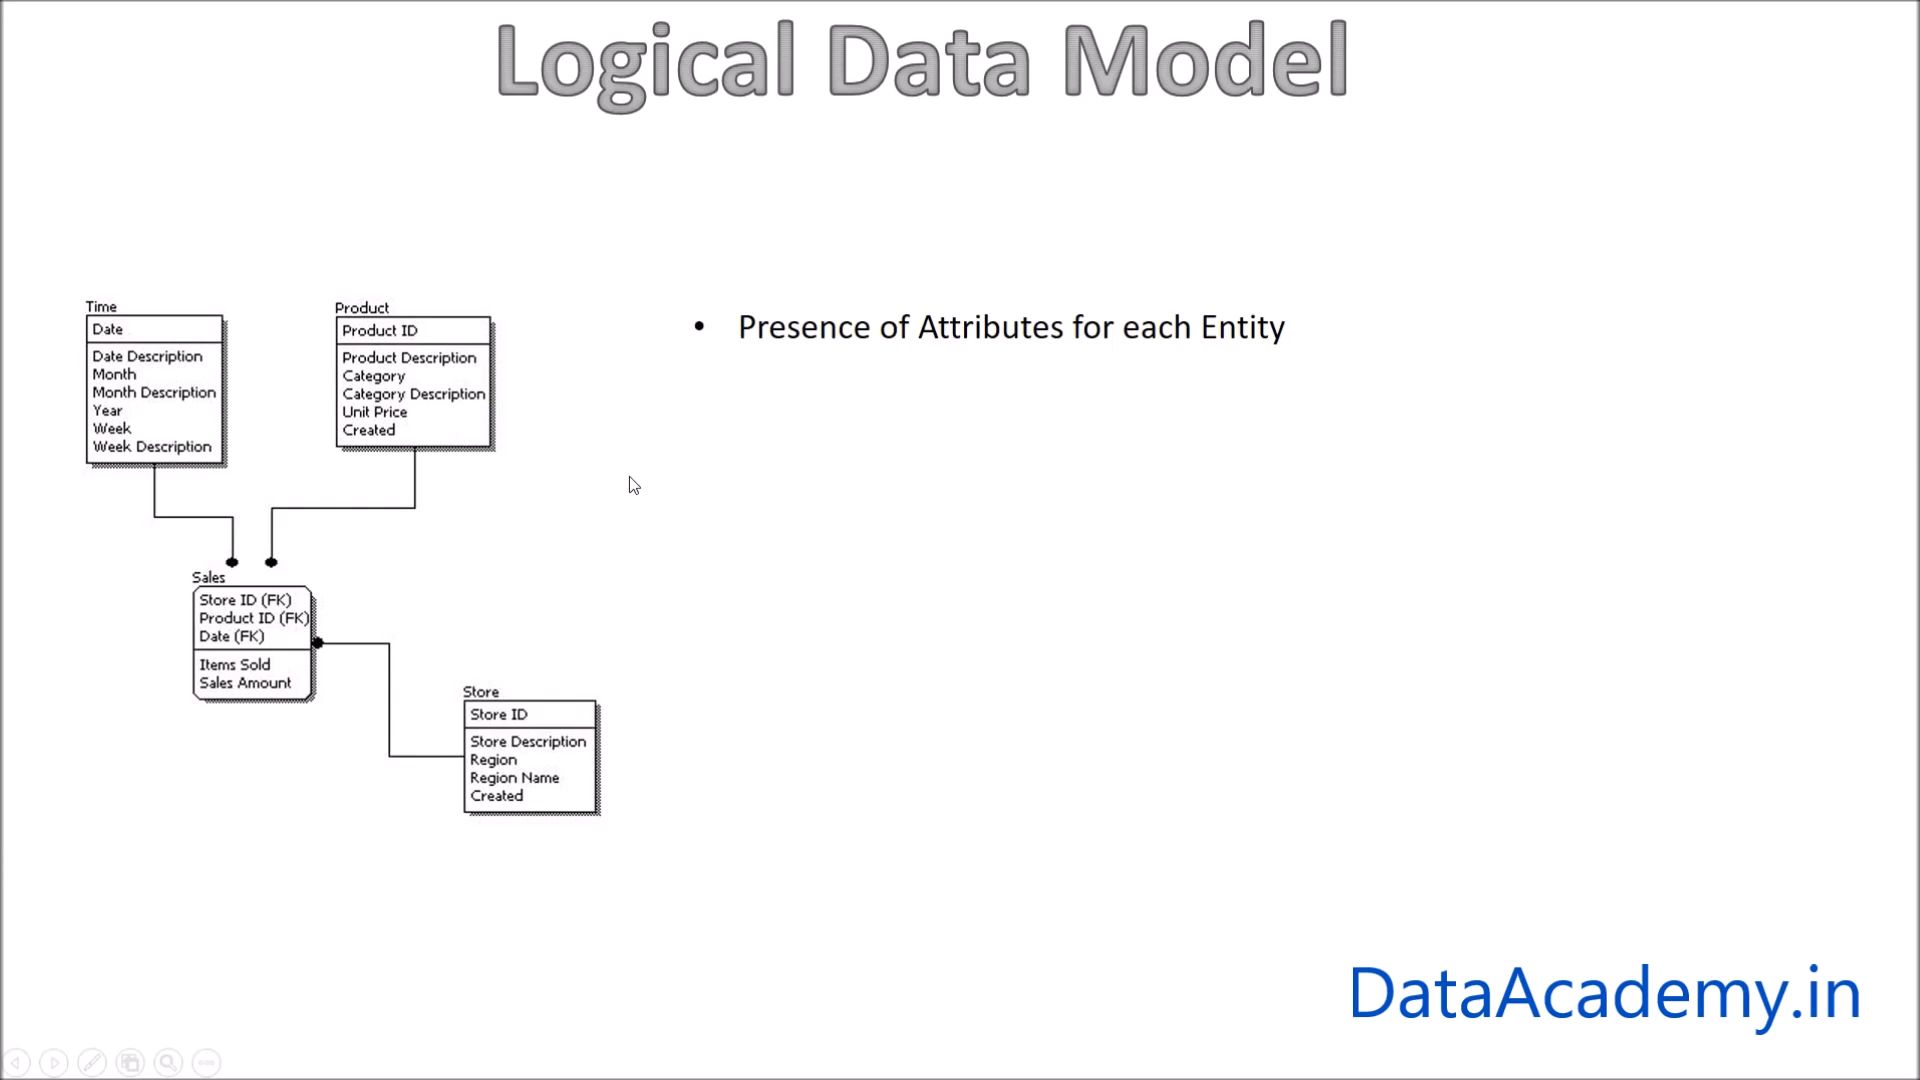 Logical Data Model
Time
Date
Date Description
Month
Month Description
Year
Week
Week Description
Product
Product ID
Product Description
Category
Category Description
Unit Price
Created
• Presence of Attributes for each Entity
Sales
Store ID (FK)
Product ID (FK)
Date (FK)
Items Sold
Sales Amount
Store
Store ID
Store Description
Region
Region Name
Created
DataAcademy.in